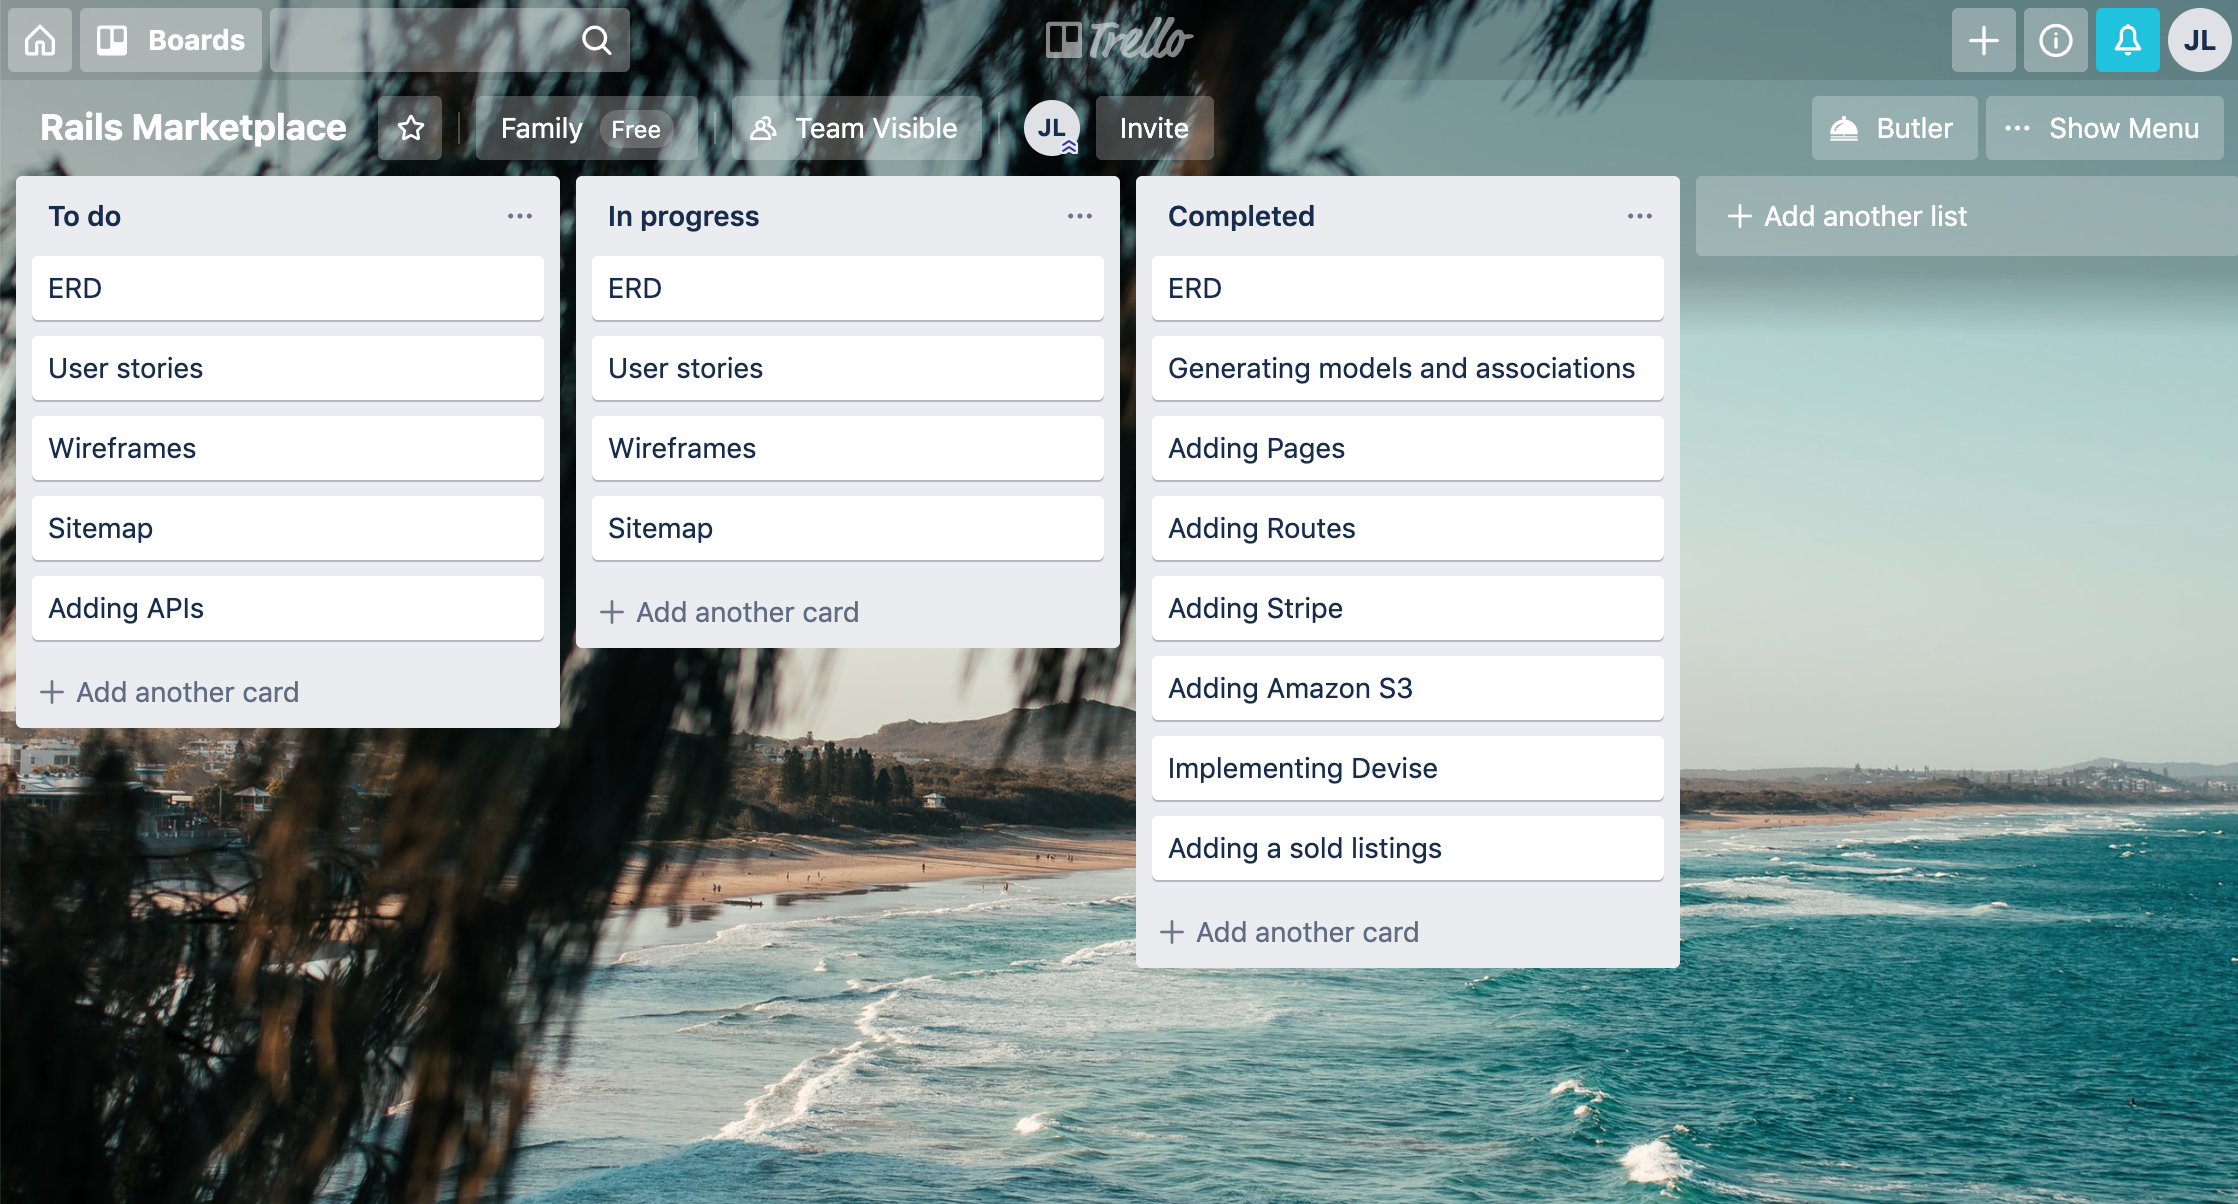 Boards
Trello
JL
Rails Marketplace
Family Free
Team Visible
JL
Invite
Butler
Show Menu
To do
ERD
User stories
Wireframes
Sitemap
Adding APIs
Add another card
In progress
ERD
User stories
Wireframes
Sitemap
Add another card
Completed
ERD
Generating models and associations
Adding Pages
Adding Routes
Adding Stripe
Adding Amazon S3
Implementing Devise
Adding a sold listings
Add another card
Add another list